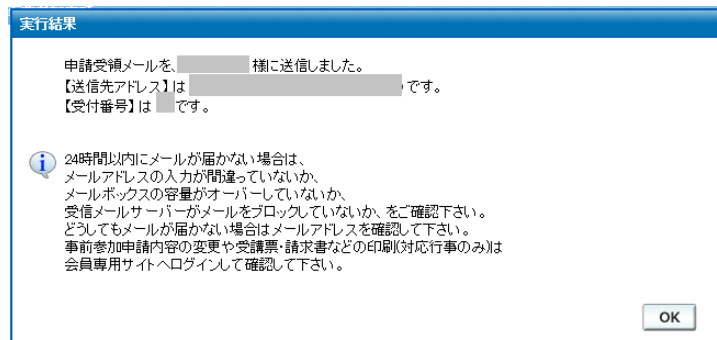 実行結果
申請受領メールを、 様に送信しました。
【送信先アドレス】は )です。
【受付番号】は です。
24時間以内にメールが届かない場合は、
メールアドレスの入力が間違っていないか、
メールボックスの容量がオーバーしていないか、
受信メールサーバーがメールをブロックしていないか、をご確認下さい。
どうしてもメールが届かない場合はメールアドレスを確認して下さい。
事前参加申請内容の変更や受講票・請求書などの印刷(対応行事のみ)は
会員専用サイトへログインして確認して下さい。
OK